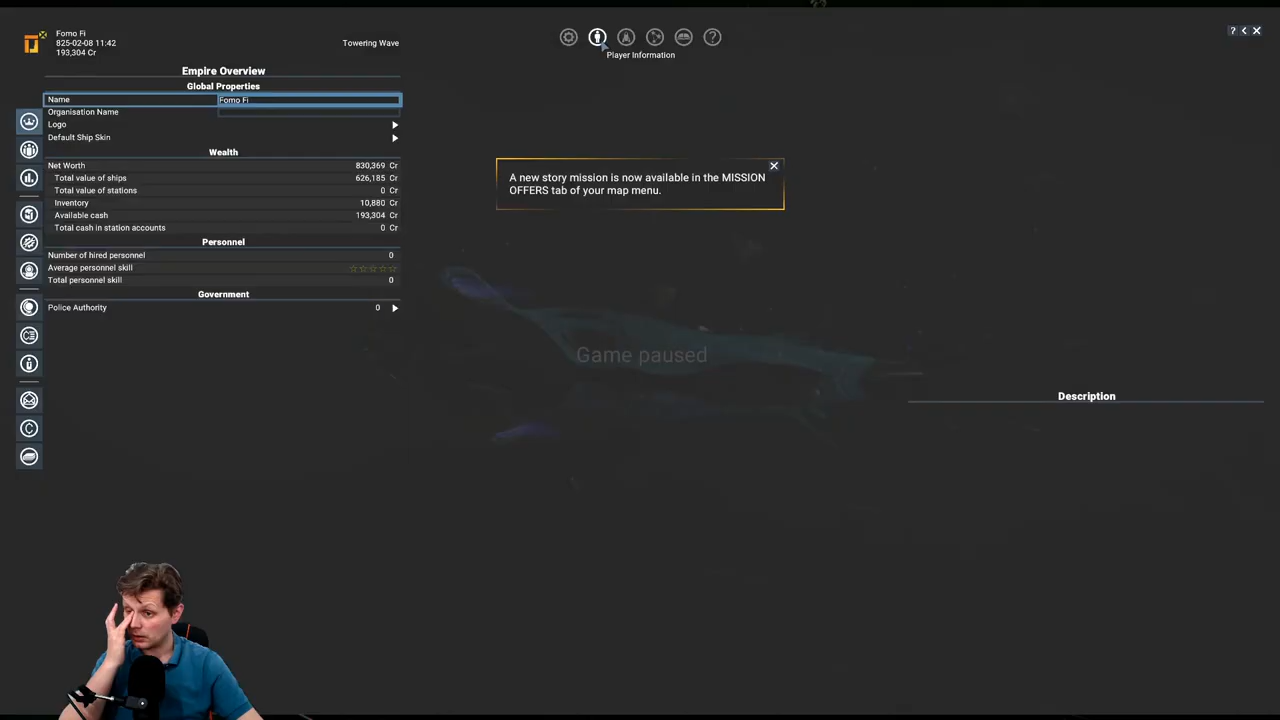 Fomo Fi
825-02-08 11:42
193,304 Cr
Towering Wave
Player Information
Empire Overview
Global Properties
Name Fomo Fi
Organisation Name
Logo
Default Ship Skin
Wealth
Net Worth 830,369 Cr
Total value of ships 626,185 Cr
Total value of stations 0 Cr
Inventory 10,880 Cr
Available cash 193,304 Cr
Total cash in station accounts 0 Cr
Personnel
Number of hired personnel 0
Average personnel skill ☆☆☆☆☆
Total personnel skill 0
Government
Police Authority 0
A new story mission is now available in the MISSION
OFFERS tab of your map menu.
Game paused
Description